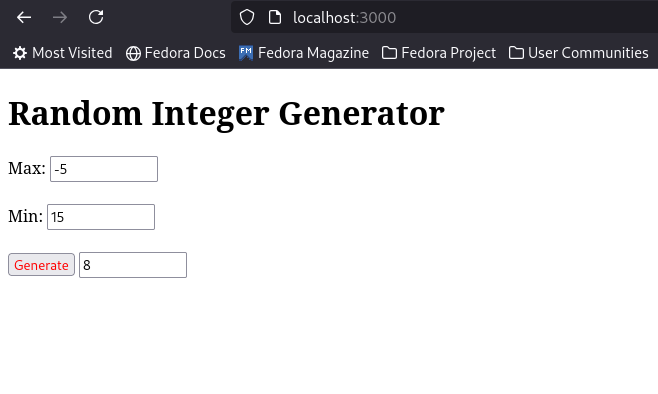 localhost:3000
Most Visited Fedora Docs FM Fedora Magazine Fedora Project User Communities
Random Integer Generator
Max: -5
Min: 15
Generate 8